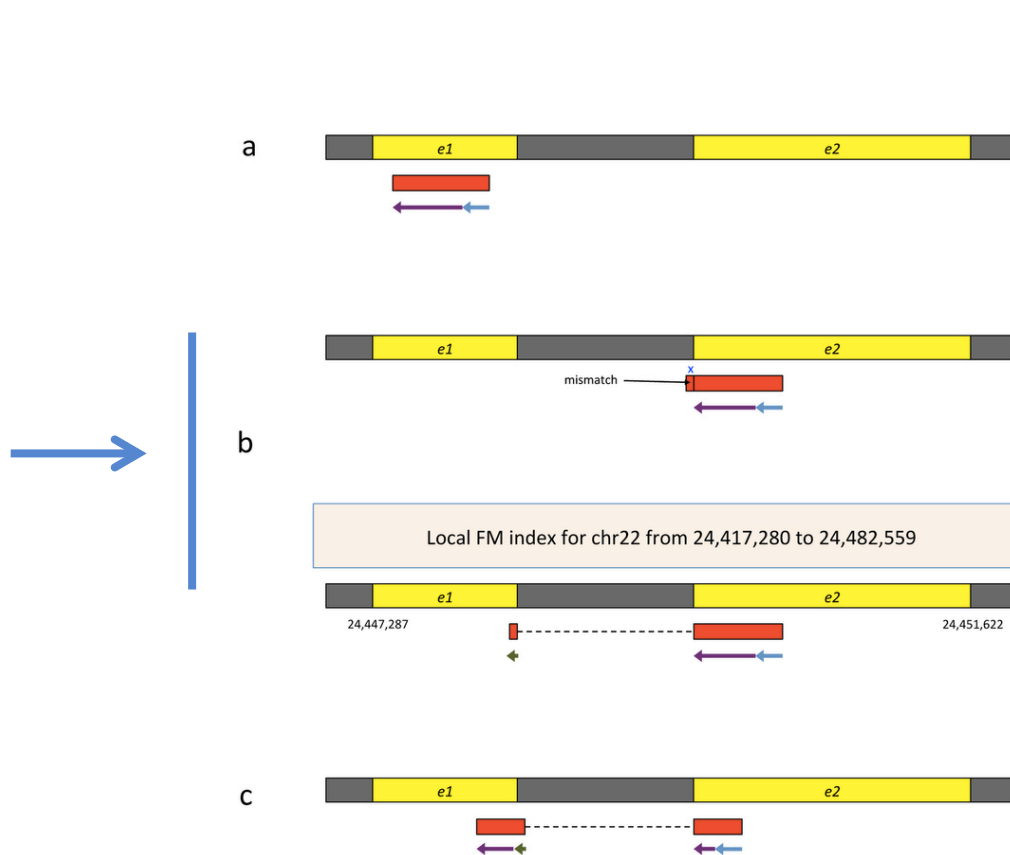 a
e1 e2
e1 e2
x
mismatch
b
Local FM index for chr22 from 24,417,280 to 24,482,559
e1 e2
24,447,287 24,451,622
c
e1 e2